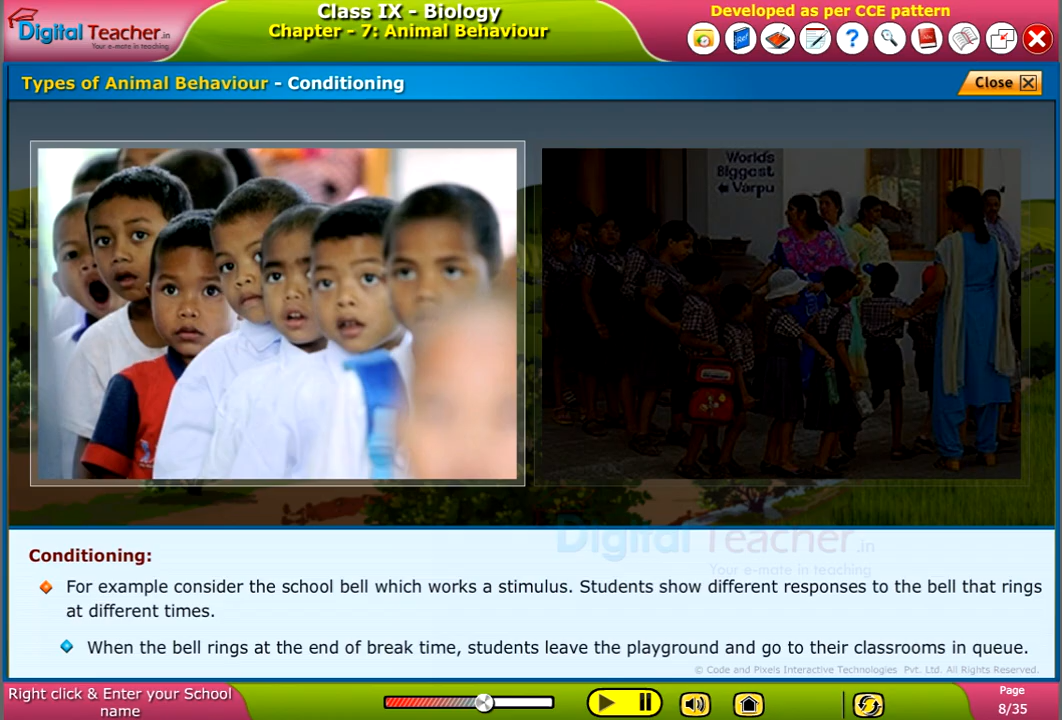 Class IX - Biology
Chapter - 7: Animal Behaviour
Developed as per CCE pattern
Digital Teacher.in
Your e-mate in teaching
Ref
?
Types of Animal Behaviour - Conditioning
Close
World's
Biggest
Varpu
Digital Teacher.in
Your e-mate in teaching
Conditioning:
For example consider the school bell which works a stimulus. Students show different responses to the bell that rings
at different times.
When the bell rings at the end of break time, students leave the playground and go to their classrooms in queue.
© Code and Pixels Interactive Technologies Pvt. Ltd. All Rights Reserved.
Right click & Enter your School
name
Page
8/35